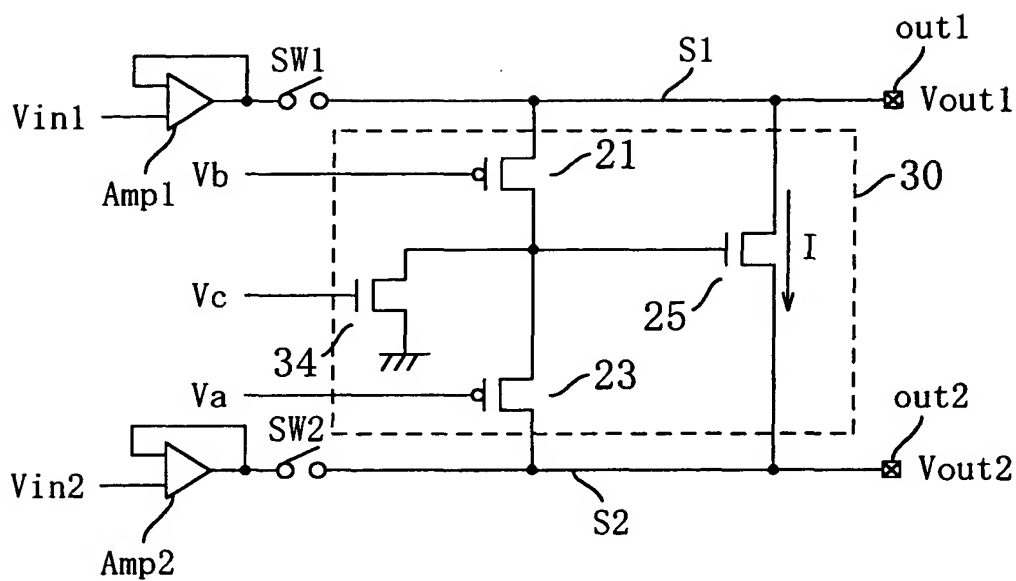 out1
SW1
S1
Vin1
Vout1
Amp1
Vb
21
30
I
Vc
25
34
Va
23
SW2
out2
Vin2
Vout2
S2
Amp2